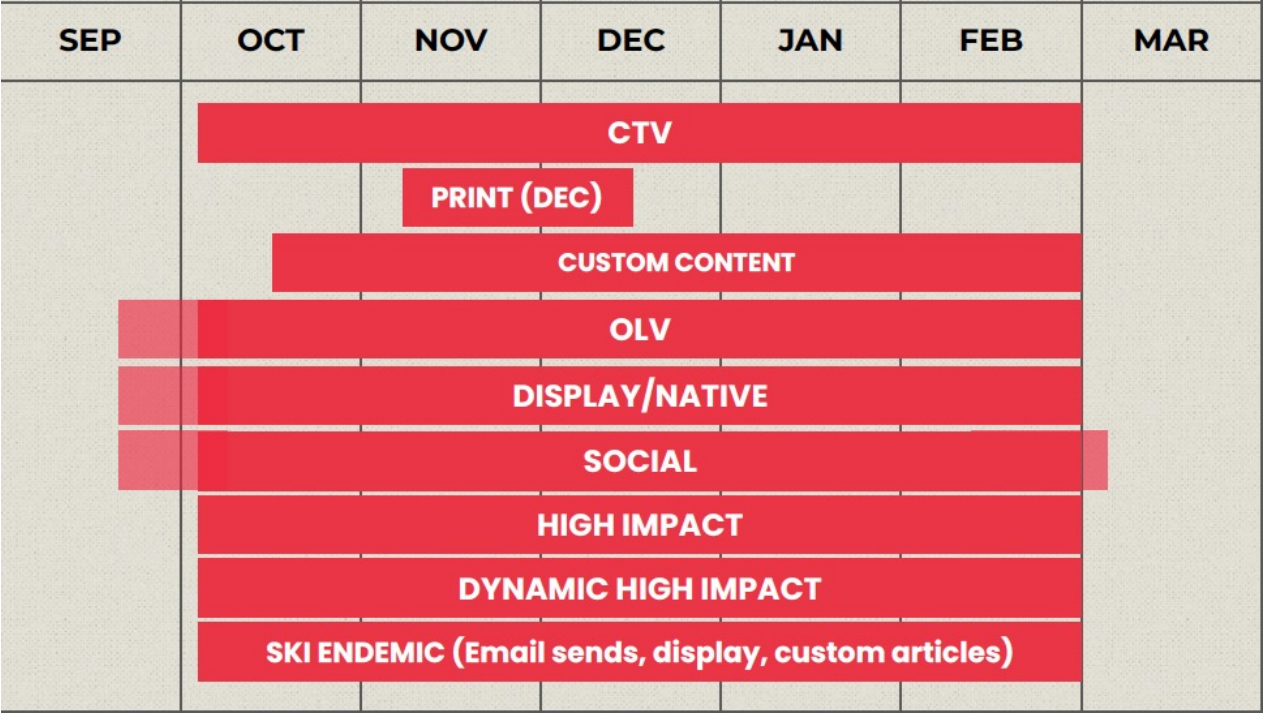 SEP OCT NOV DEC JAN FEB MAR
CTV
PRINT (DEC)
CUSTOM CONTENT
OLV
DISPLAY/NATIVE
SOCIAL
HIGH IMPACT
DYNAMIC HIGH IMPACT
SKI ENDEMIC (Email sends, display, custom articles)